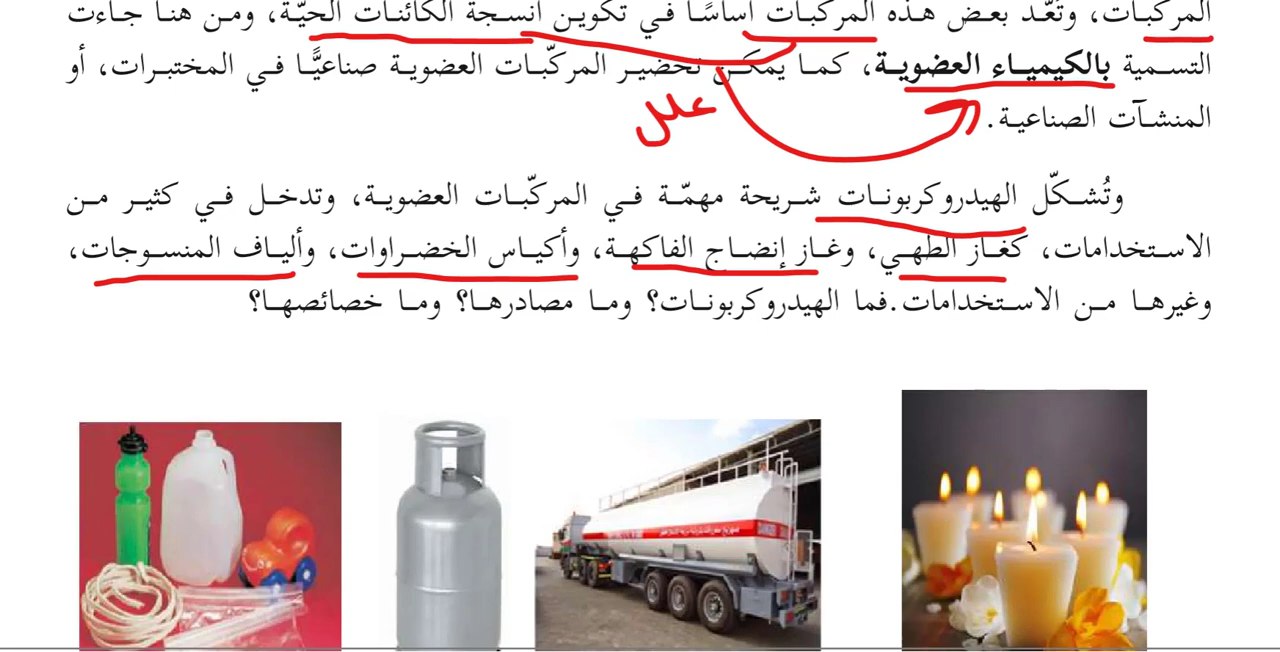 المركبات، وتُعّد بعض هذه المركبات أساسًا في تكوين أنسجة الكائنات الحيّة، ومن هنا جاءت
التسمية بالكيمياء العضوية، كما يمكن تحضير المركّبات العضوية صناعيًّا في المختبرات، أو
المنشآت الصناعية.
علل
وتُشكّل الهيدروكربونات شريحة مهمّة في المركّبات العضوية، وتدخل في كثير من
الاستخدامات، كغاز الطهي، وغاز إنضاج الفاكهة، وأكياس الخضراوات، وألياف المنسوجات،
وغيرها من الاستخدامات. فما الهيدروكربونات؟ وما مصادرها؟ وما خصائصها؟